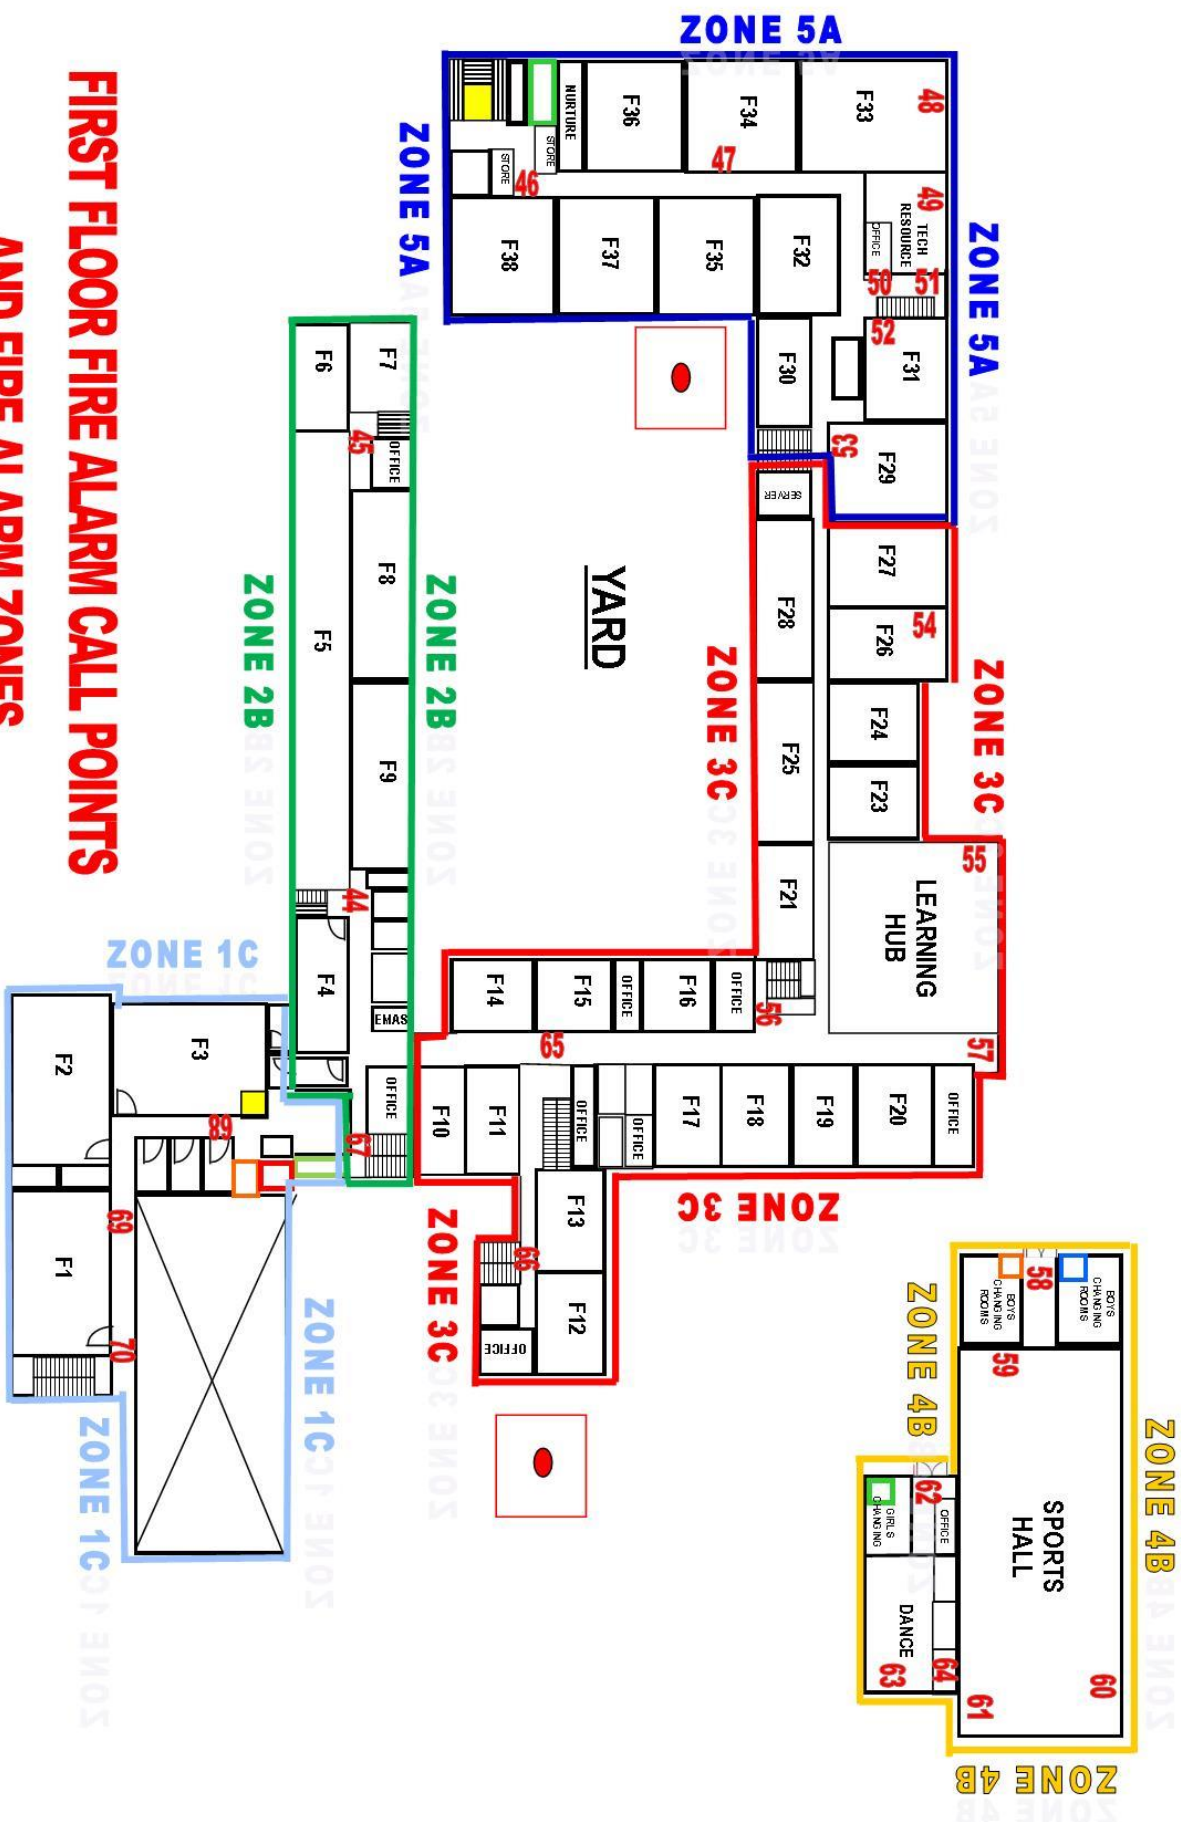 FIRST FLOOR FIRE ALARM CALL POINTS
AND FIRE ALARM ZONES
ZONE 5A
ZONE 5A
ZONE 5A
NURTURE
F36
F34
F33
48
47
STORE
STORE
46
49
TECH
RESOURCE
OFFICE
50
51
F38
F37
F35
F32
52
F31
F30
53
F29
SERVER
YARD
ZONE 2B
ZONE 2B
F6
F7
45
OFFICE
F8
F5
F9
44
F4
EMAS
OFFICE
67
ZONE 3C
ZONE 3C
ZONE 3C
ZONE 3C
F27
54
F26
F28
F24
F25
F23
55
LEARNING
HUB
F21
F14
F15
OFFICE
F16
OFFICE
56
57
65
F10
F11
OFFICE
OFFICE
F17
F18
F19
F20
OFFICE
F13
66
F12
OFFICE
ZONE 1C
ZONE 1C
ZONE 1C
F2
F3
68
69
F1
70
ZONE 4B
ZONE 4B
ZONE 4B
BOYS
CHANGING
ROOMS
58
BOYS
CHANGING
ROOMS
59
SPORTS
HALL
60
61
62
OFFICE
GIRLS
CHANGING
DANCE
63
64